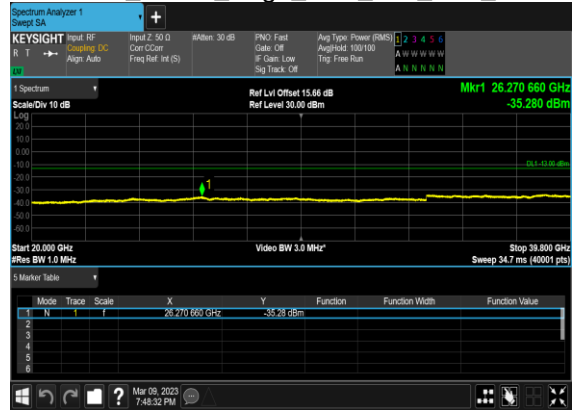 Spectrum Analyzer 1
Swept SA
+
KEYSIGHT Input: RF Input Z: 50 Ω #Atten: 30 dB PNO: Fast Avg Type: Power (RMS) 1 2 3 4 5 6
R T Coupling: DC Corr CCorr Gate: Off Avg|Hold: 100/100 A W W W W W
Align: Auto Freq Ref: Int (S) IF Gain: Low Trig: Free Run
Sig Track: Off A N N N N N
1 Spectrum Ref Lvl Offset 15.66 dB Mkr1 26.270 660 GHz
Scale/Div 10 dB Ref Level 30.00 dBm -35.280 dBm
Log
20.0
10.0
0.00
-10.0
DL1 -13.00 dBm
-20.0
1
-30.0
-40.0
-50.0
-60.0
Start 20.000 GHz Video BW 3.0 MHz* Stop 39.800 GHz
#Res BW 1.0 MHz Sweep 34.7 ms (40001 pts)
5 Marker Table
Mode Trace Scale X Y Function Function Width Function Value
1 N 1 f 26.270 660 GHz -35.28 dBm
2
3
4
5
6
? Mar 09, 2023
7:48:32 PM